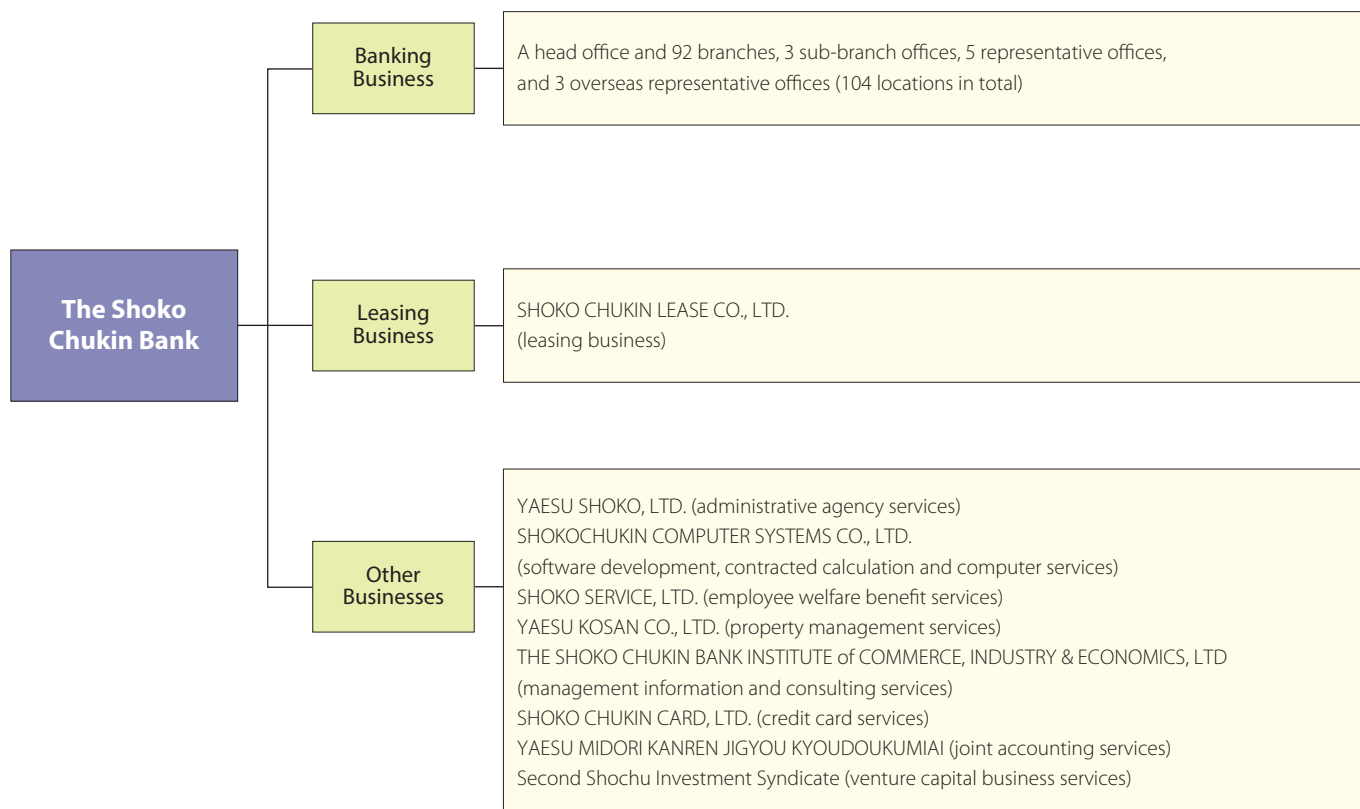 The Shoko
Chukin Bank
Banking
Business
A head office and 92 branches, 3 sub-branch offices, 5 representative offices,
and 3 overseas representative offices (104 locations in total)
Leasing
Business
SHOKO CHUKIN LEASE CO., LTD.
(leasing business)
Other
Businesses
YAESU SHOKO, LTD. (administrative agency services)
SHOKOCHUKIN COMPUTER SYSTEMS CO., LTD.
(software development, contracted calculation and computer services)
SHOKO SERVICE, LTD. (employee welfare benefit services)
YAESU KOSAN CO., LTD. (property management services)
THE SHOKO CHUKIN BANK INSTITUTE of COMMERCE, INDUSTRY & ECONOMICS, LTD
(management information and consulting services)
SHOKO CHUKIN CARD, LTD. (credit card services)
YAESU MIDORI KANREN JIGYOU KYOUDOUKUMIAI (joint accounting services)
Second Shochu Investment Syndicate (venture capital business services)